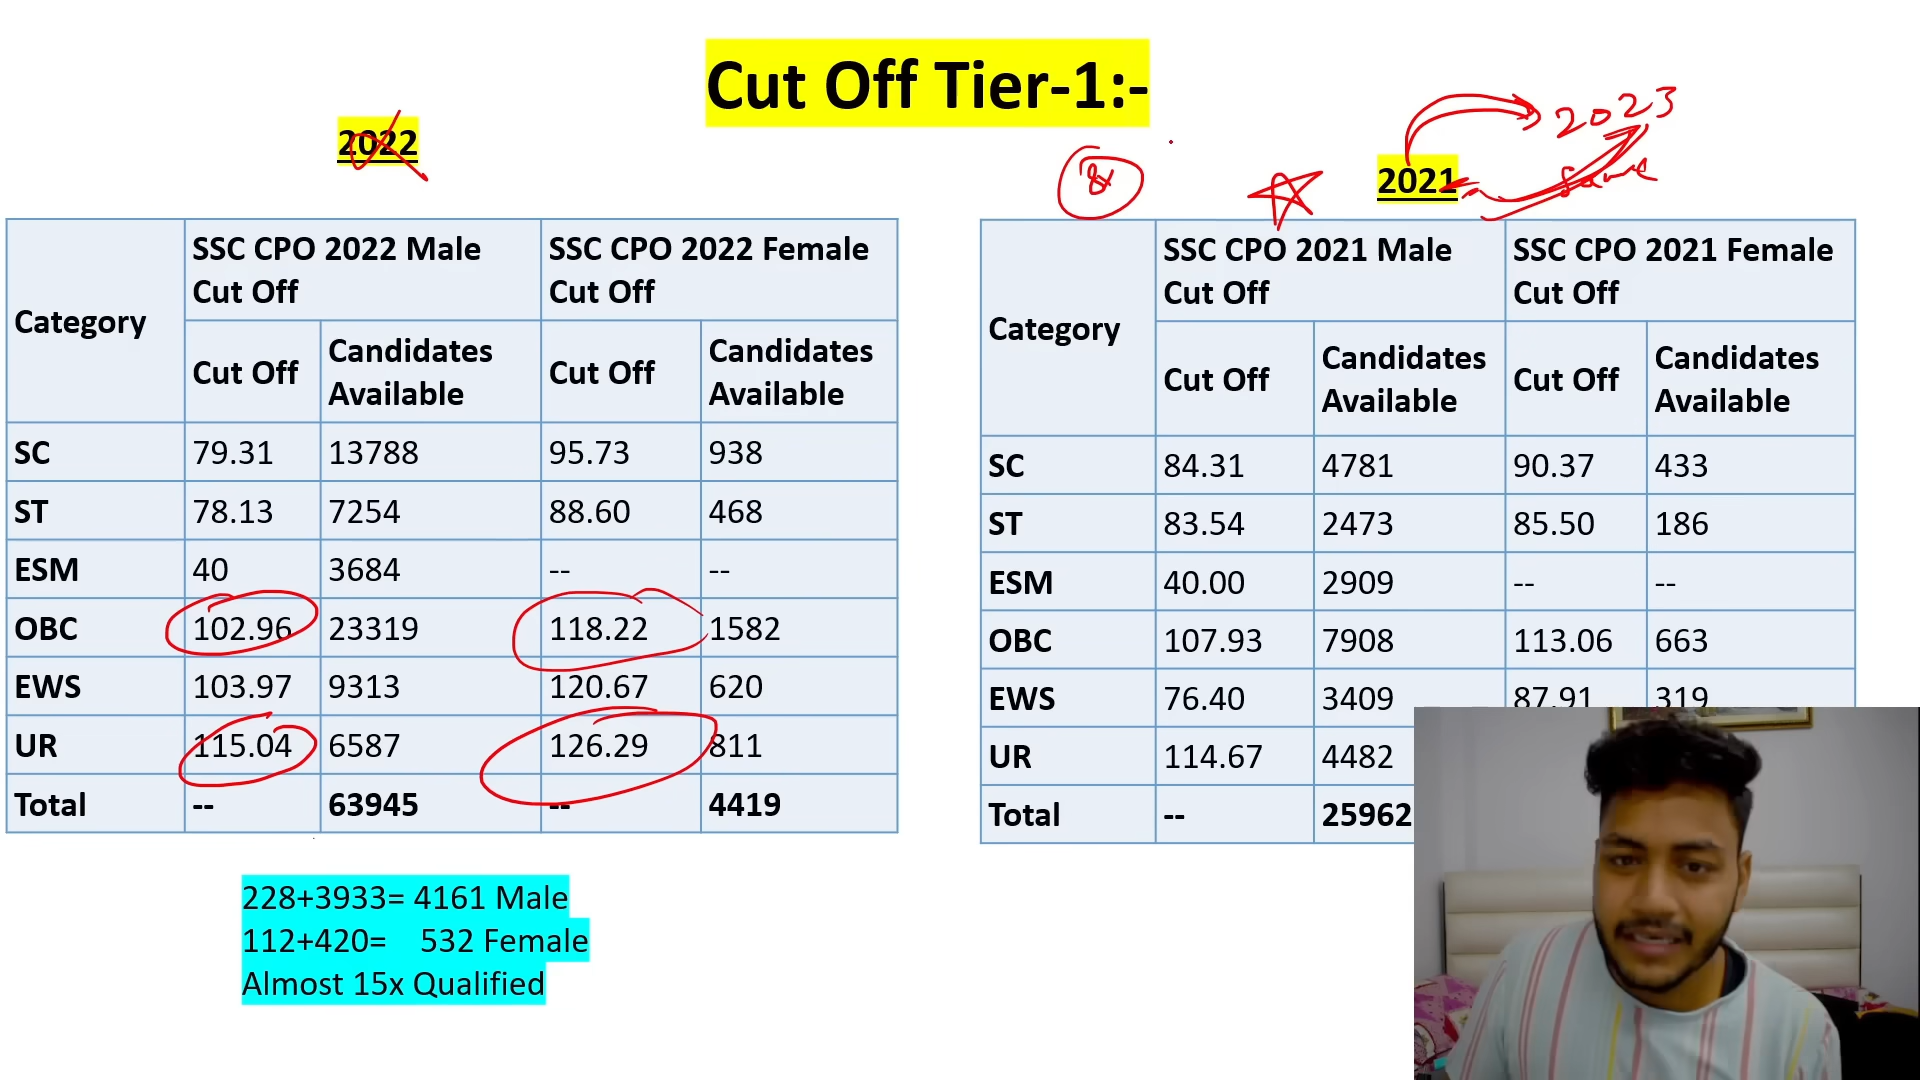 Cut Off Tier-1:-
2022
Category
SSC CPO 2022 Male
Cut Off
SSC CPO 2022 Female
Cut Off
Cut Off
Candidates
Available
Cut Off
Candidates
Available
SC 79.31 13788 95.73 938
ST 78.13 7254 88.60 468
ESM 40 3684 -- --
OBC 102.96 23319 118.22 1582
EWS 103.97 9313 120.67 620
UR 115.04 6587 126.29 811
Total -- 63945 -- 4419
228+3933= 4161 Male
112+420= 532 Female
Almost 15x Qualified
8x
2021
2023
Same
Category
SSC CPO 2021 Male
Cut Off
SSC CPO 2021 Female
Cut Off
Cut Off
Candidates
Available
Cut Off
Candidates
Available
SC 84.31 4781 90.37 433
ST 83.54 2473 85.50 186
ESM 40.00 2909 -- --
OBC 107.93 7908 113.06 663
EWS 76.40 3409 87.91 319
UR 114.67 4482
Total -- 25962